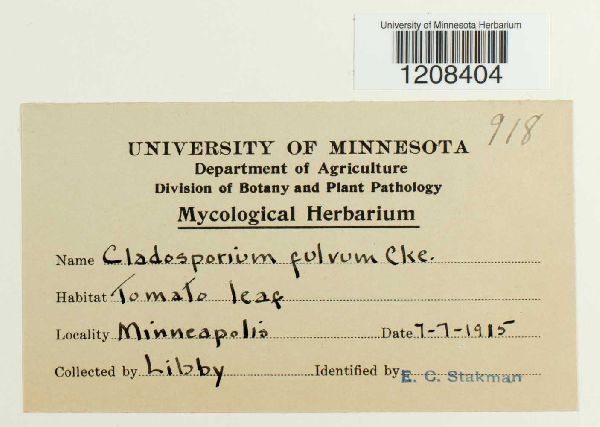 University of Minnesota Herbarium
1208404
918
UNIVERSITY OF MINNESOTA
Department of Agriculture
Division of Botany and Plant Pathology
Mycological Herbarium
Name Cladosporium fulvum Cke.
Habitat Tomato leaf
Locality Minneapolis Date 7-7-1915
Collected by Libby Identified by E. C. Stakman